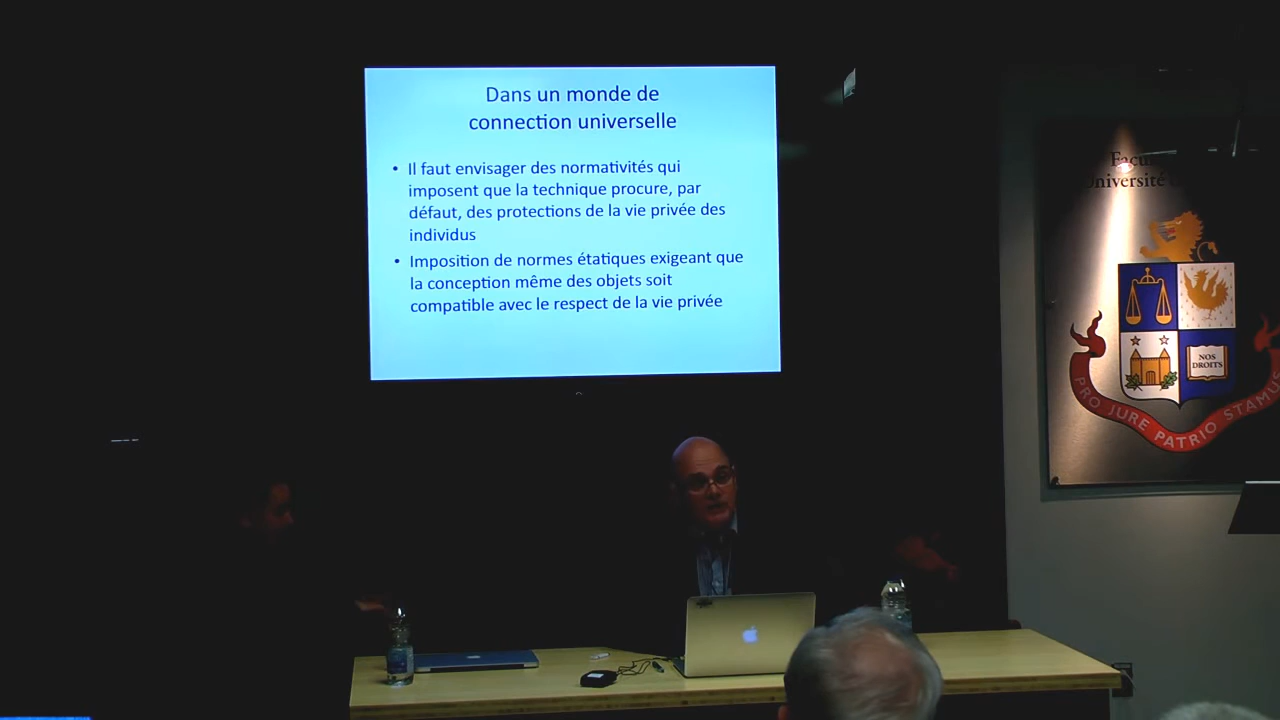 Dans un monde de
connection universelle
• Il faut envisager des normativités qui
imposent que la technique procure, par
défaut, des protections de la vie privée des
individus
• Imposition de normes étatiques exigeant que
la conception même des objets soit
compatible avec le respect de la vie privée
Université
NOS
DROITS
PRO JURE PATRIO STAMUS